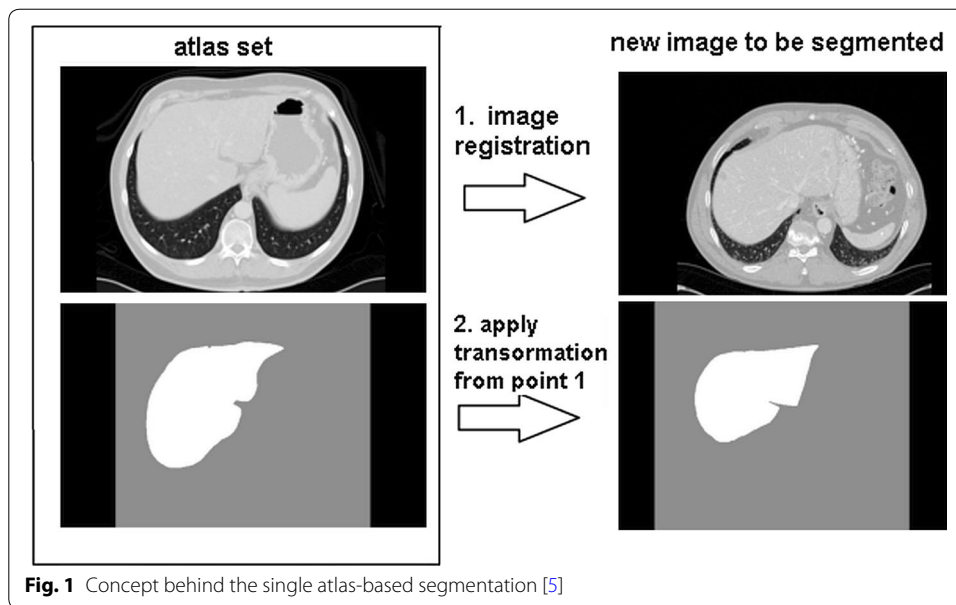 atlas set
new image to be segmented
1. image
registration
2. apply
transormation
from point 1
Fig. 1 Concept behind the single atlas-based segmentation [5]